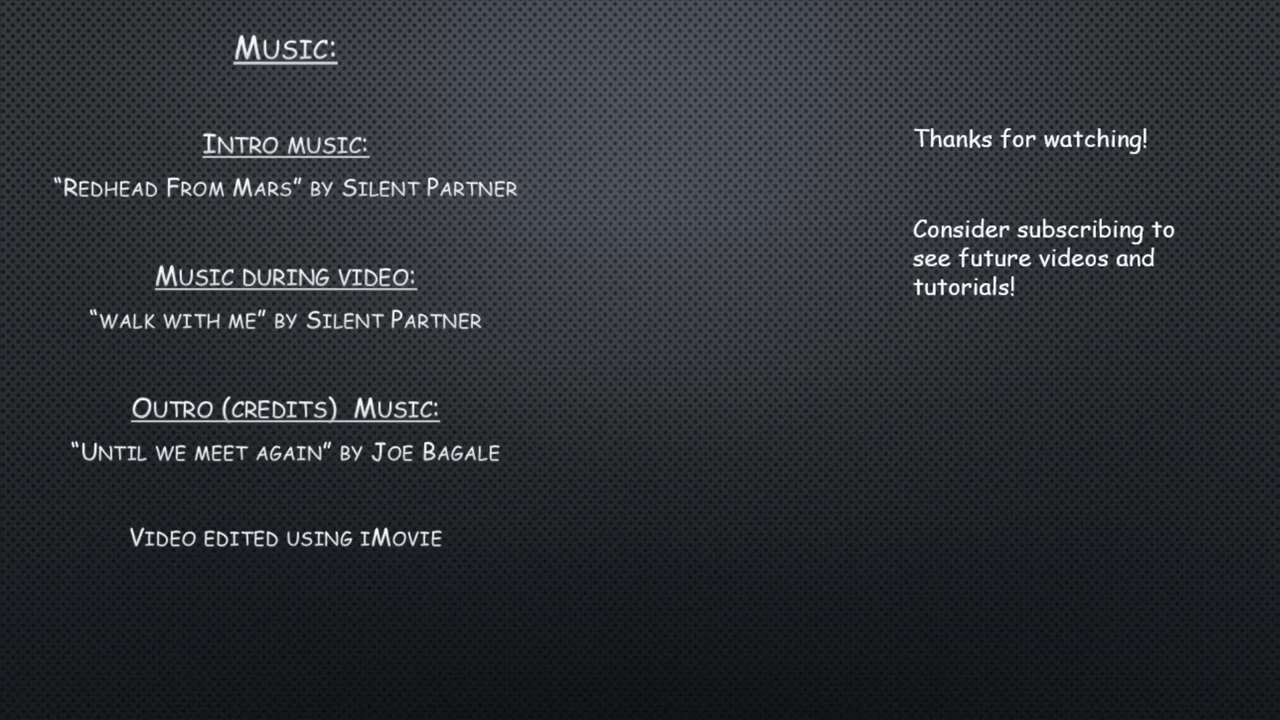 Music:
Intro music:
“Redhead From Mars” by Silent Partner
Music during video:
“walk with me” by Silent Partner
Outro (credits) Music:
“Until we meet again” by Joe Bagale
Video edited using iMovie
Thanks for watching!
Consider subscribing to
see future videos and
tutorials!